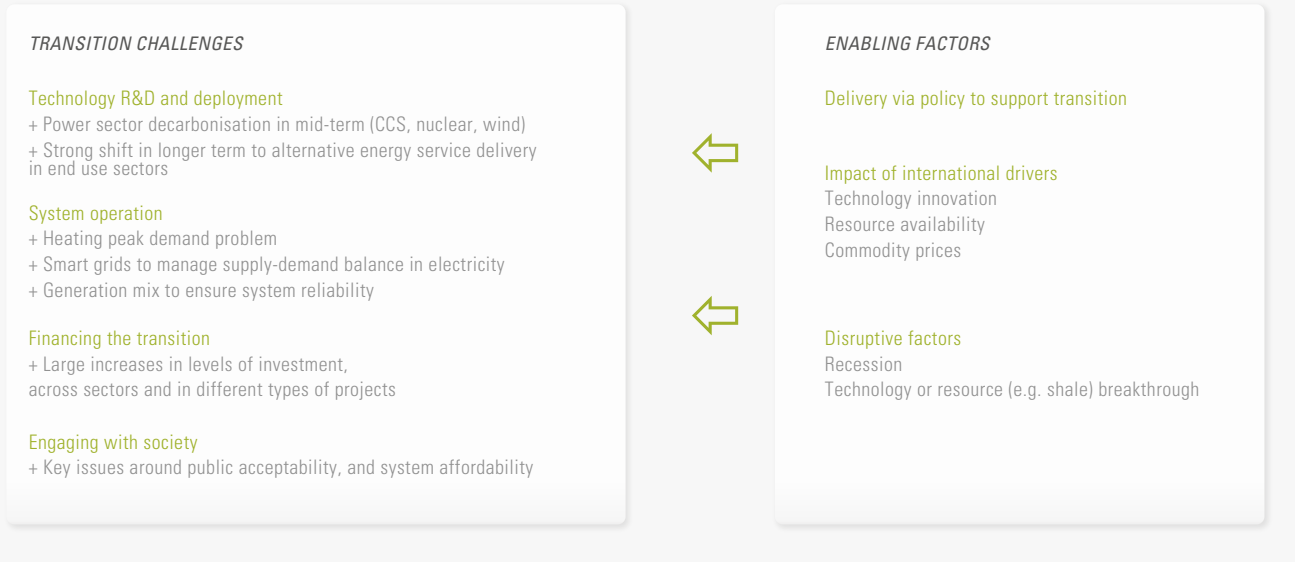 TRANSITION CHALLENGES
Technology R&D and deployment
+ Power sector decarbonisation in mid-term (CCS, nuclear, wind)
+ Strong shift in longer term to alternative energy service delivery
in end use sectors
System operation
+ Heating peak demand problem
+ Smart grids to manage supply-demand balance in electricity
+ Generation mix to ensure system reliability
Financing the transition
+ Large increases in levels of investment,
across sectors and in different types of projects
Engaging with society
+ Key issues around public acceptability, and system affordability
ENABLING FACTORS
Delivery via policy to support transition
Impact of international drivers
Technology innovation
Resource availability
Commodity prices
Disruptive factors
Recession
Technology or resource (e.g. shale) breakthrough